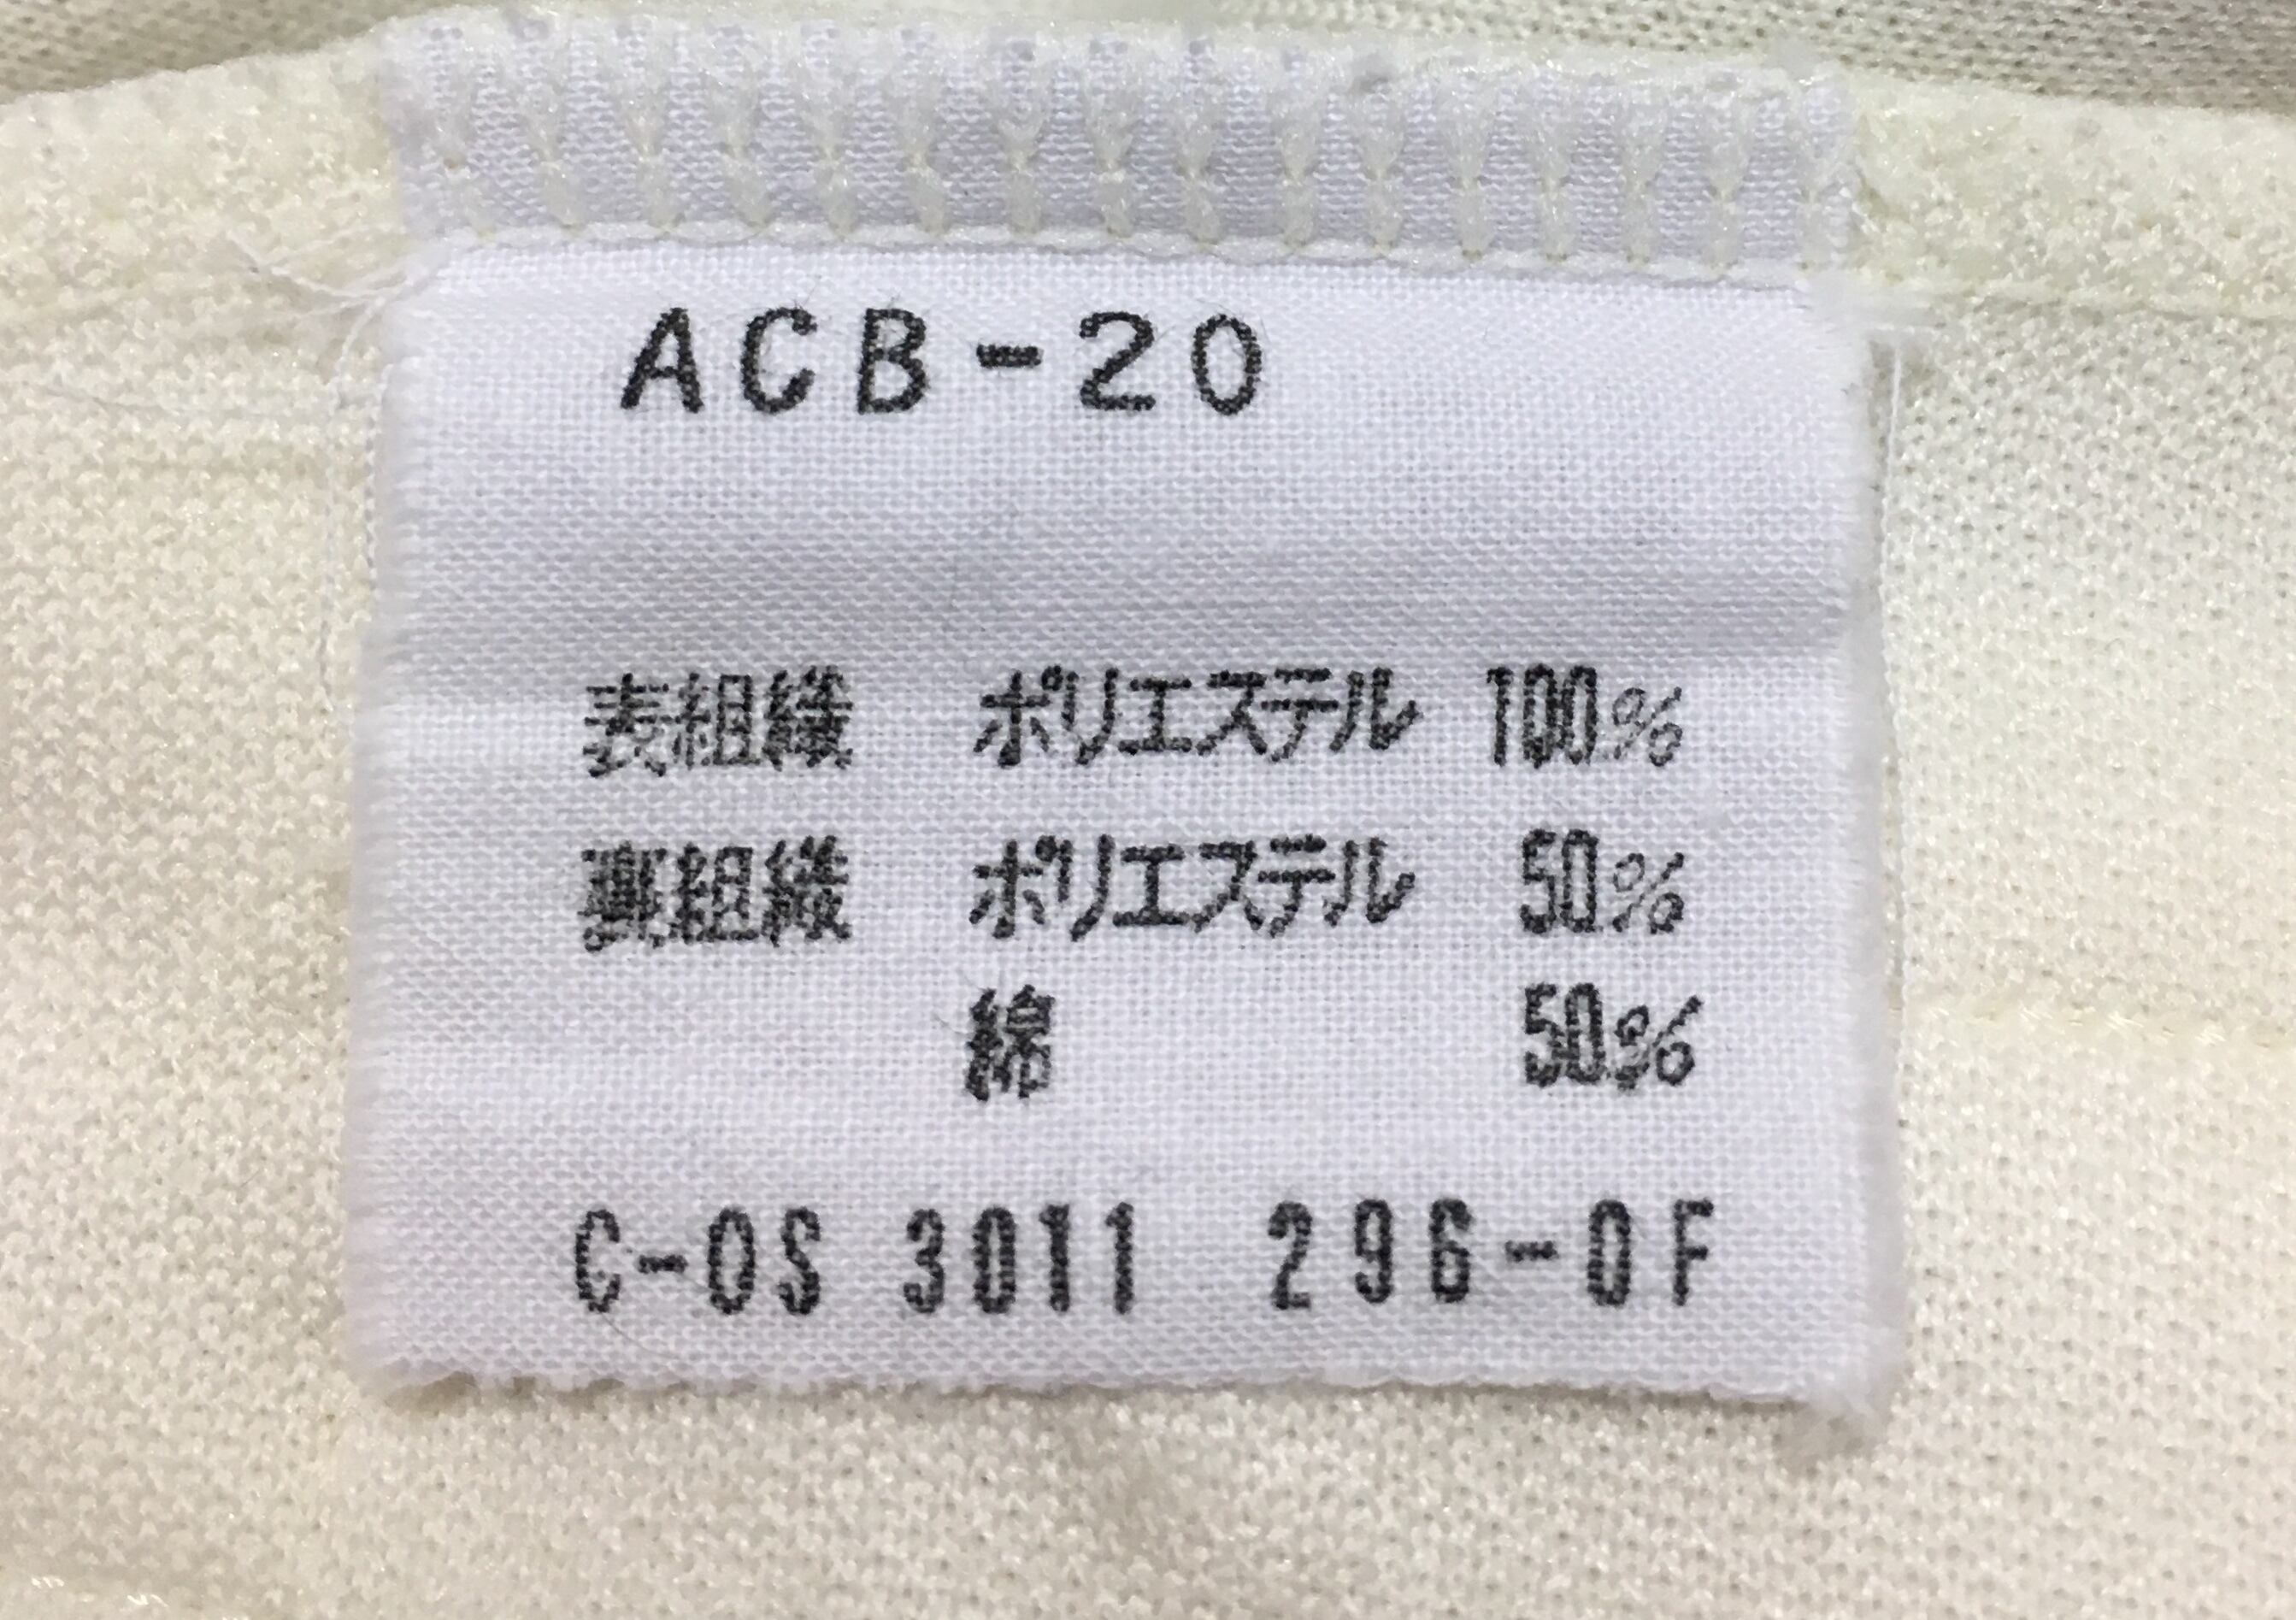 ACB-20
表組織 ポリエステル 100%
裏組織 ポリエステル 50%
綿 50%
C-OS 3011 296-0F